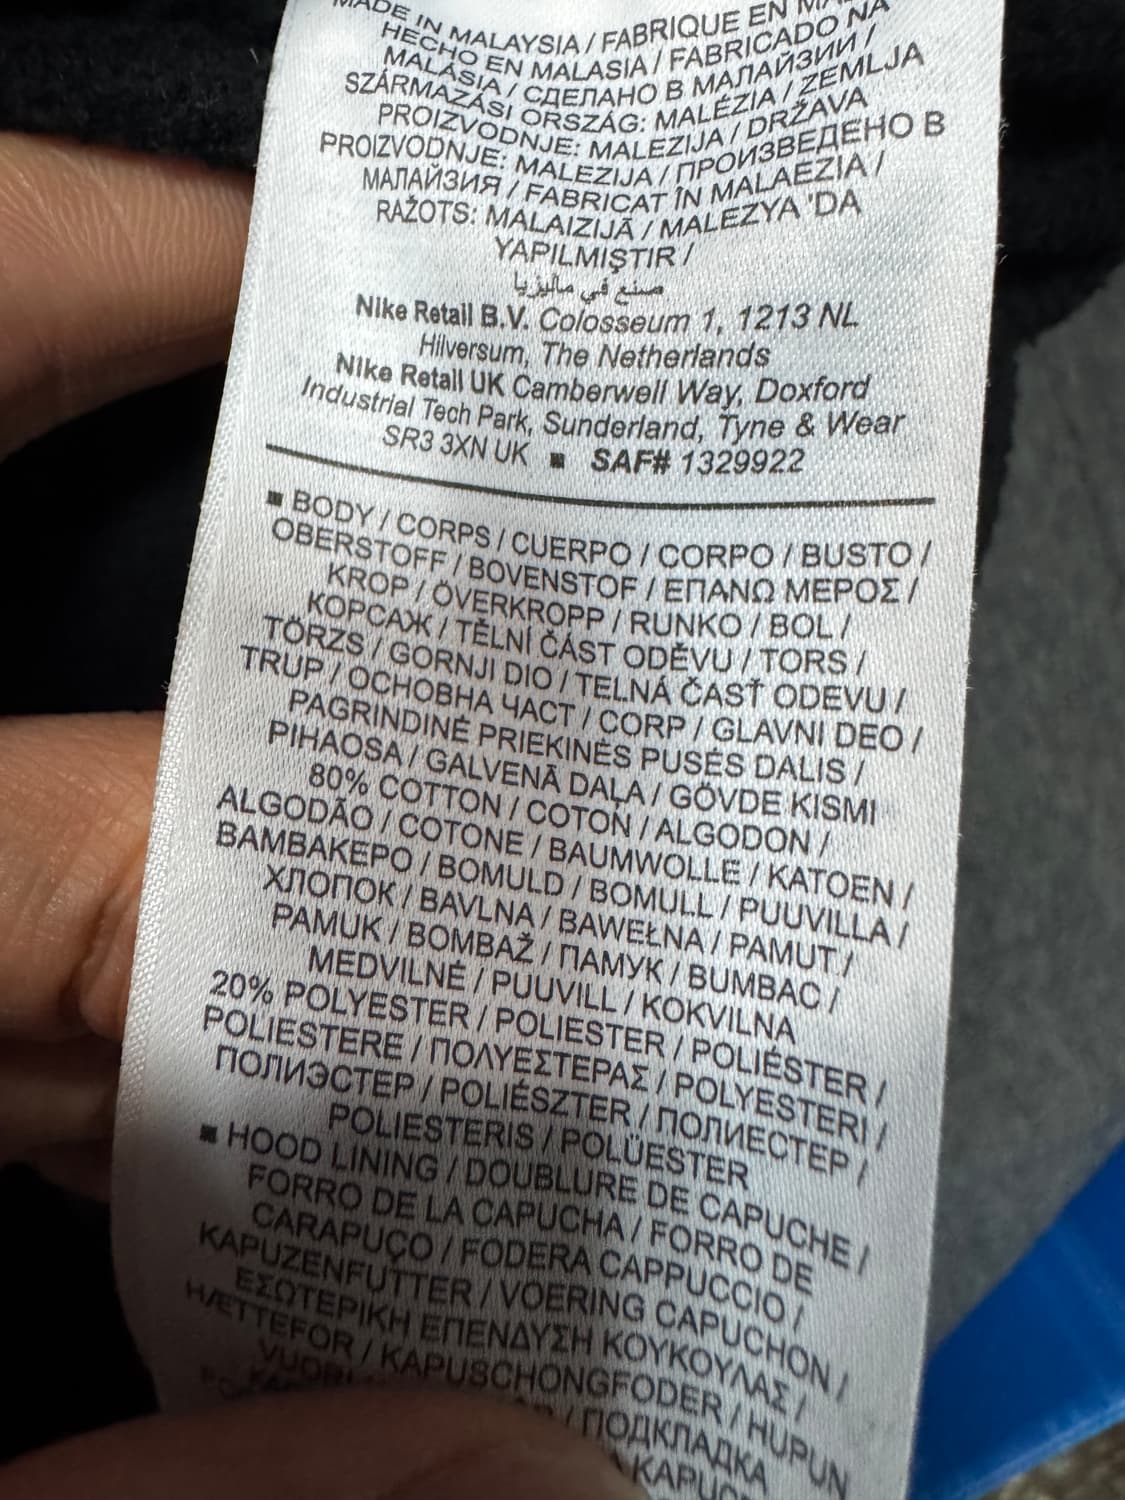 MADE IN MALAYSIA / FABRIQUE EN
HECHO EN MALASIA / FABRICADO NA
MALÁSIA / СДЕЛАНО В МАЛАЙЗИИ /
SZÁRMAZÁSI ORSZÁG: MALÉZIA / ZEMLJA
PROIZVODNJE: MALEZIJA / DRŽAVA
PROIZVODNJE: MALEZIJA / ПРОИЗВЕДЕНО В
МАЛАЙЗИЯ / FABRICAT ÎN MALAEZIA /
RAŽOTS: MALAIZIJĀ / MALEZYA 'DA
YAPILMIŞTIR /
صنع في ماليزيا
Nike Retail B.V. Colosseum 1, 1213 NL
Hilversum, The Netherlands
Nike Retail UK Camberwell Way, Doxford
Industrial Tech Park, Sunderland, Tyne & Wear
SR3 3XN UK ■ SAF# 1329922
■ BODY / CORPS / CUERPO / CORPO / BUSTO /
OBERSTOFF / BOVENSTOF / ΕΠΑΝΩ ΜΕΡΟΣ /
KROP / ÖVERKROPP / RUNKO / BOL /
КОРСАЖ / TĚLNÍ ČÁST ODĚVU / TORS /
TÖRZS / GORNJI DIO / TELNÁ ČASŤ ODEVU /
TRUP / ОСНОВНА ЧАСТ / CORP / GLAVNI DEO /
PAGRINDINĖ PRIEKINĖS PUSĖS DALIS /
PIHAOSA / GALVENĀ DAĻA / GÖVDE KISMI
80% COTTON / COTON / ALGODON /
ALGODÃO / COTONE / BAUMWOLLE / KATOEN /
ΒΑΜΒΑΚΕΡΟ / BOMULD / BOMULL / PUUVILLA /
ХЛОПОК / BAVLNA / BAWEŁNA / PAMUT /
PAMUK / BOMBAŽ / ПАМУК / BUMBAC /
MEDVILNĖ / PUUVILL / KOKVILNA
20% POLYESTER / POLIESTER / POLIÉSTER /
POLIESTERE / ΠΟΛΥΕΣΤΕΡΑΣ / POLYESTERI /
ПОЛИЭСТЕР / POLIÉSZTER / ПОЛИЕСТЕР /
POLIESTERIS / POLÜESTER
■ HOOD LINING / DOUBLURE DE CAPUCHE /
FORRO DE LA CAPUCHA / FORRO DE
CARAPUÇO / FODERA CAPPUCCIO /
KAPUZENFUTTER / VOERING CAPUCHON /
ΕΣΩΤΕΡΙΚΗ ΕΠΕΝΔΥΣΗ ΚΟΥΚΟΥΛΑΣ /
HÆTTEFOR / KAPUSCHONGFODER / HUPUN
/ ПОДКЛАДКА